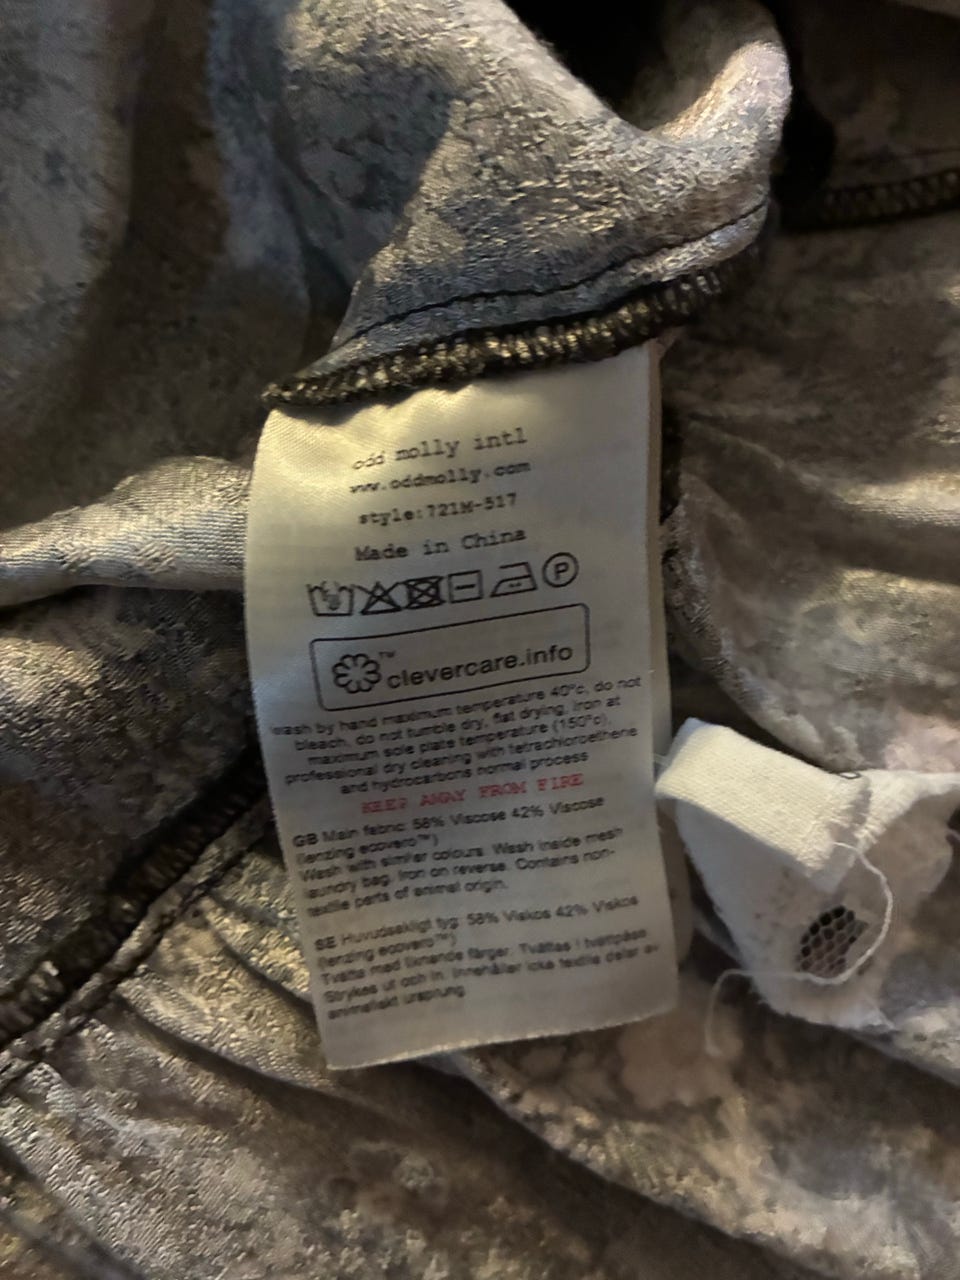 odd molly intl
www.oddmolly.com
style:721M-517
Made in China
P
™ clevercare.info
wash by hand maximum temperature 40°c, do not
bleach, do not tumble dry, flat drying, iron at
maximum sole plate temperature (150°c),
professional dry cleaning with tetrachloroethene
and hydrocarbons normal process
KEEP AWAY FROM FIRE
GB Main fabric: 58% Viscose 42% Viscose
(lenzing ecovero™)
Wash with similar colours. Wash inside mesh
laundry bag. Iron on reverse. Contains non-
textile parts of animal origin.
SE Huvudsakligt tyg: 58% Viskos 42% Viskos
(lenzing ecovero™)
Tvätta med liknande färger. Tvättas i tvättpåse.
Strykes ut och in. Innehåller icke textila delar av
animaliskt ursprung.